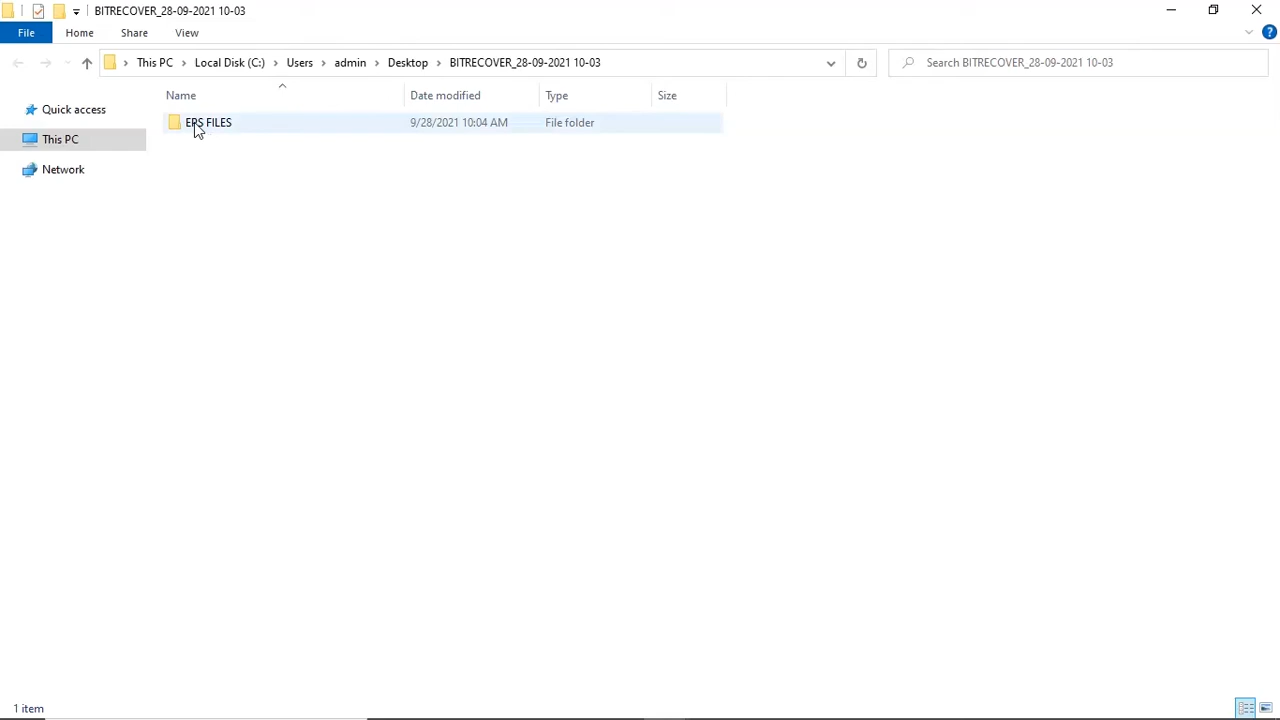 BITRECOVER_28-09-2021 10-03
File Home Share View
This PC Local Disk (C:) Users admin Desktop BITRECOVER_28-09-2021 10-03
Search BITRECOVER_28-09-2021 10-03
Name Date modified Type Size
EPS FILES 9/28/2021 10:04 AM File folder
Quick access
This PC
Network
1 item